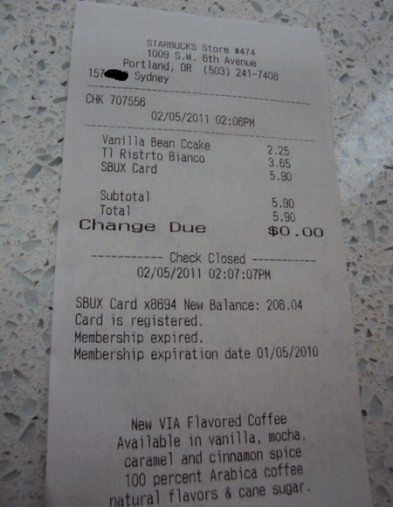 STARBUCKS Store #474
1009 S.W. 6th Avenue
Portland, OR (503) 241-7408
157 Sydney
CHK 707556
02/05/2011 02:06PM
Vanilla Bean Ccake 2.25
Tl Ristrto Bianco 3.65
SBUX Card 5.90
Subtotal 5.90
Total 5.90
Change Due $0.00
----------- Check Closed -----------
02/05/2011 02:07:07PM
SBUX Card x8694 New Balance: 206.04
Card is registered.
Membership expired.
Membership expiration date 01/05/2010
New VIA Flavored Coffee
Available in vanilla, mocha,
caramel and cinnamon spice
100 percent Arabica coffee
natural flavors & cane sugar.